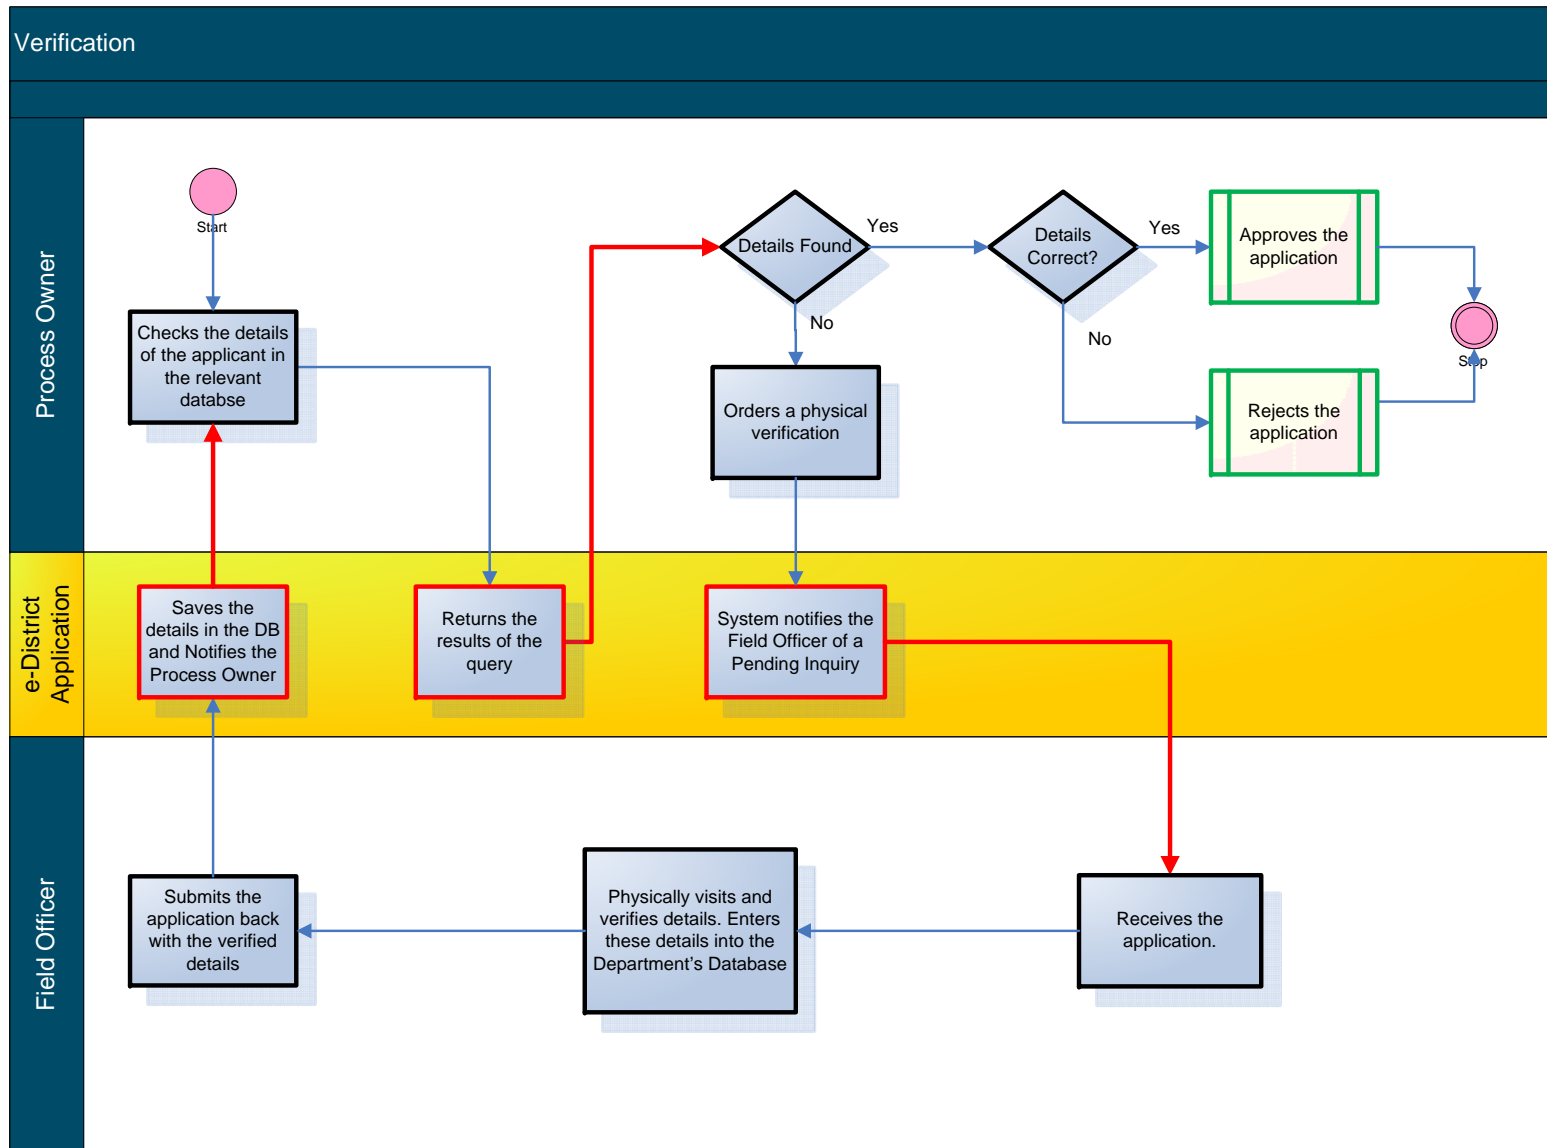 Verification
Process Owner
Start
Checks the details
of the applicant in
the relevant
databse
Details Found
Yes
No
Details
Correct?
Yes
No
Approves the
application
Rejects the
application
Stop
Orders a physical
verification
e-District
Application
Saves the
details in the DB
and Notifies the
Process Owner
Returns the
results of the
query
System notifies the
Field Officer of a
Pending Inquiry
Field Officer
Submits the
application back
with the verified
details
Physically visits and
verifies details. Enters
these details into the
Department’s Database
Receives the
application.